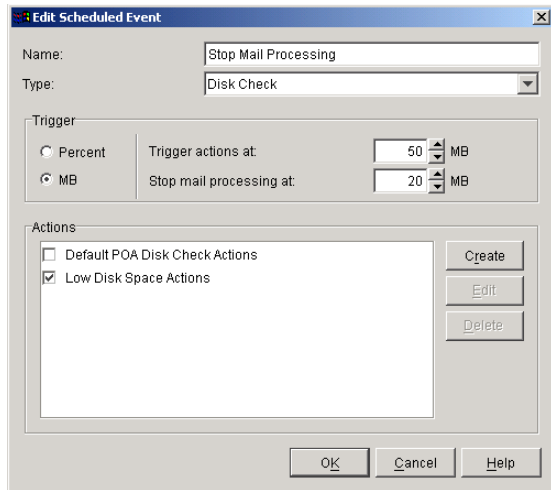 Edit Scheduled Event
Name: Stop Mail Processing
Type: Disk Check
Trigger
Percent
MB
Trigger actions at: 50 MB
Stop mail processing at: 20 MB
Actions
Default POA Disk Check Actions
Low Disk Space Actions
Create
Edit
Delete
OK Cancel Help